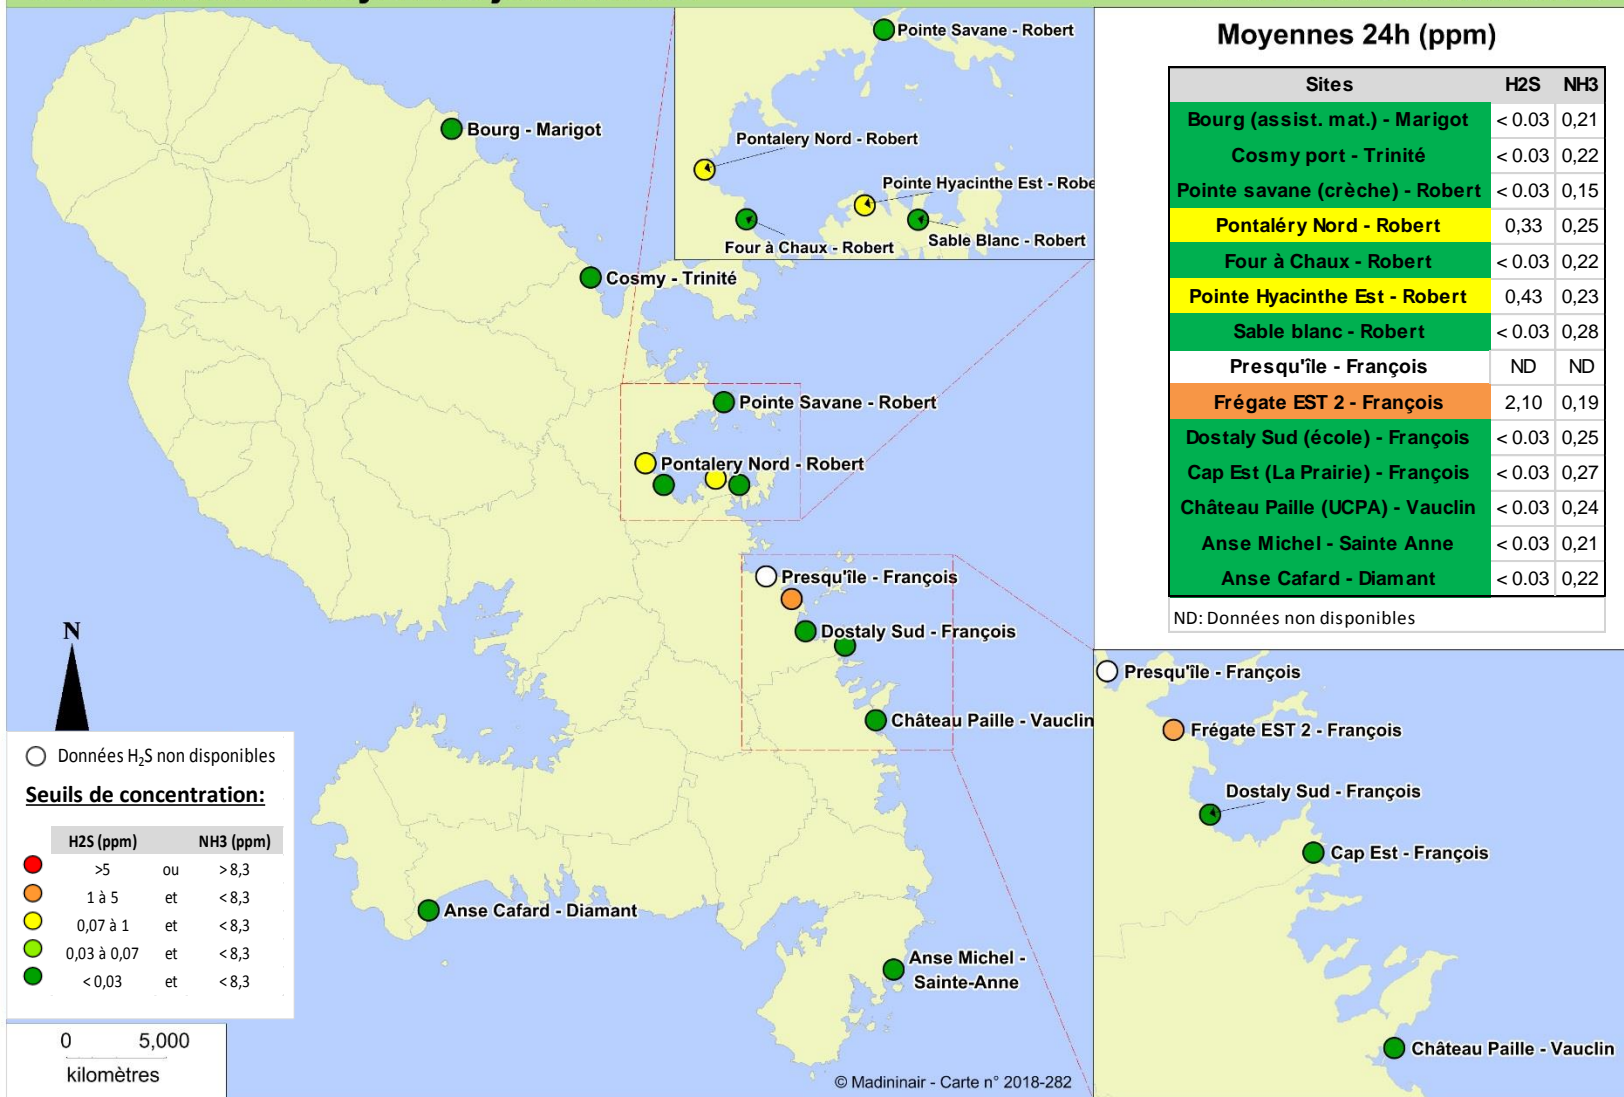 Pointe Savane - Robert
Pontalery Nord - Robert
Pointe Hyacinthe Est - Robe
Four à Chaux - Robert
Sable Blanc - Robert
Bourg - Marigot
Cosmy - Trinité
Pointe Savane - Robert
Pontalery Nord - Robert
Presqu'île - François
Dostaly Sud - François
Château Paille - Vauclin
Anse Cafard - Diamant
Anse Michel -
Sainte-Anne
Moyennes 24h (ppm)
Sites H2S NH3
Bourg (assist. mat.) - Marigot < 0.03 0,21
Cosmy port - Trinité < 0.03 0,22
Pointe savane (crèche) - Robert < 0.03 0,15
Pontaléry Nord - Robert 0,33 0,25
Four à Chaux - Robert < 0.03 0,22
Pointe Hyacinthe Est - Robert 0,43 0,23
Sable blanc - Robert < 0.03 0,28
Presqu'île - François ND ND
Frégate EST 2 - François 2,10 0,19
Dostaly Sud (école) - François < 0.03 0,25
Cap Est (La Prairie) - François < 0.03 0,27
Château Paille (UCPA) - Vauclin < 0.03 0,24
Anse Michel - Sainte Anne < 0.03 0,21
Anse Cafard - Diamant < 0.03 0,22
ND: Données non disponibles
Presqu'île - François
Frégate EST 2 - François
Dostaly Sud - François
Cap Est - François
Château Paille - Vauclin
N
Données H2S non disponibles
Seuils de concentration:
H2S (ppm) NH3 (ppm)
>5 ou > 8,3
1 à 5 et < 8,3
0,07 à 1 et < 8,3
0,03 à 0,07 et < 8,3
< 0,03 et < 8,3
0 5,000
kilomètres
© Madininair - Carte n° 2018-282